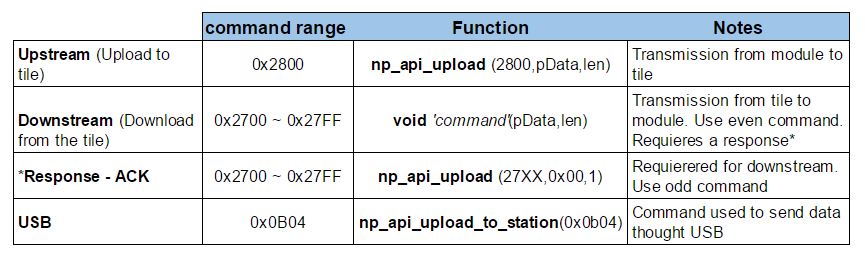 command range Function Notes
Upstream (Upload to
tile)
0x2800
np_api_upload (2800,pData,len)
Transmission from module to
tile
Downstream (Download
from the tile)
0x2700 ~ 0x27FF
void 'command'(pData,len)
Transmission from tile to
module. Use even command.
Requieres a response*
*Response - ACK
0x2700 ~ 0x27FF
np_api_upload (27XX,0x00,1)
Requierered for downstream.
Use odd command
USB
0x0B04
np_api_upload_to_station(0x0b04)
Command used to send data
thought USB